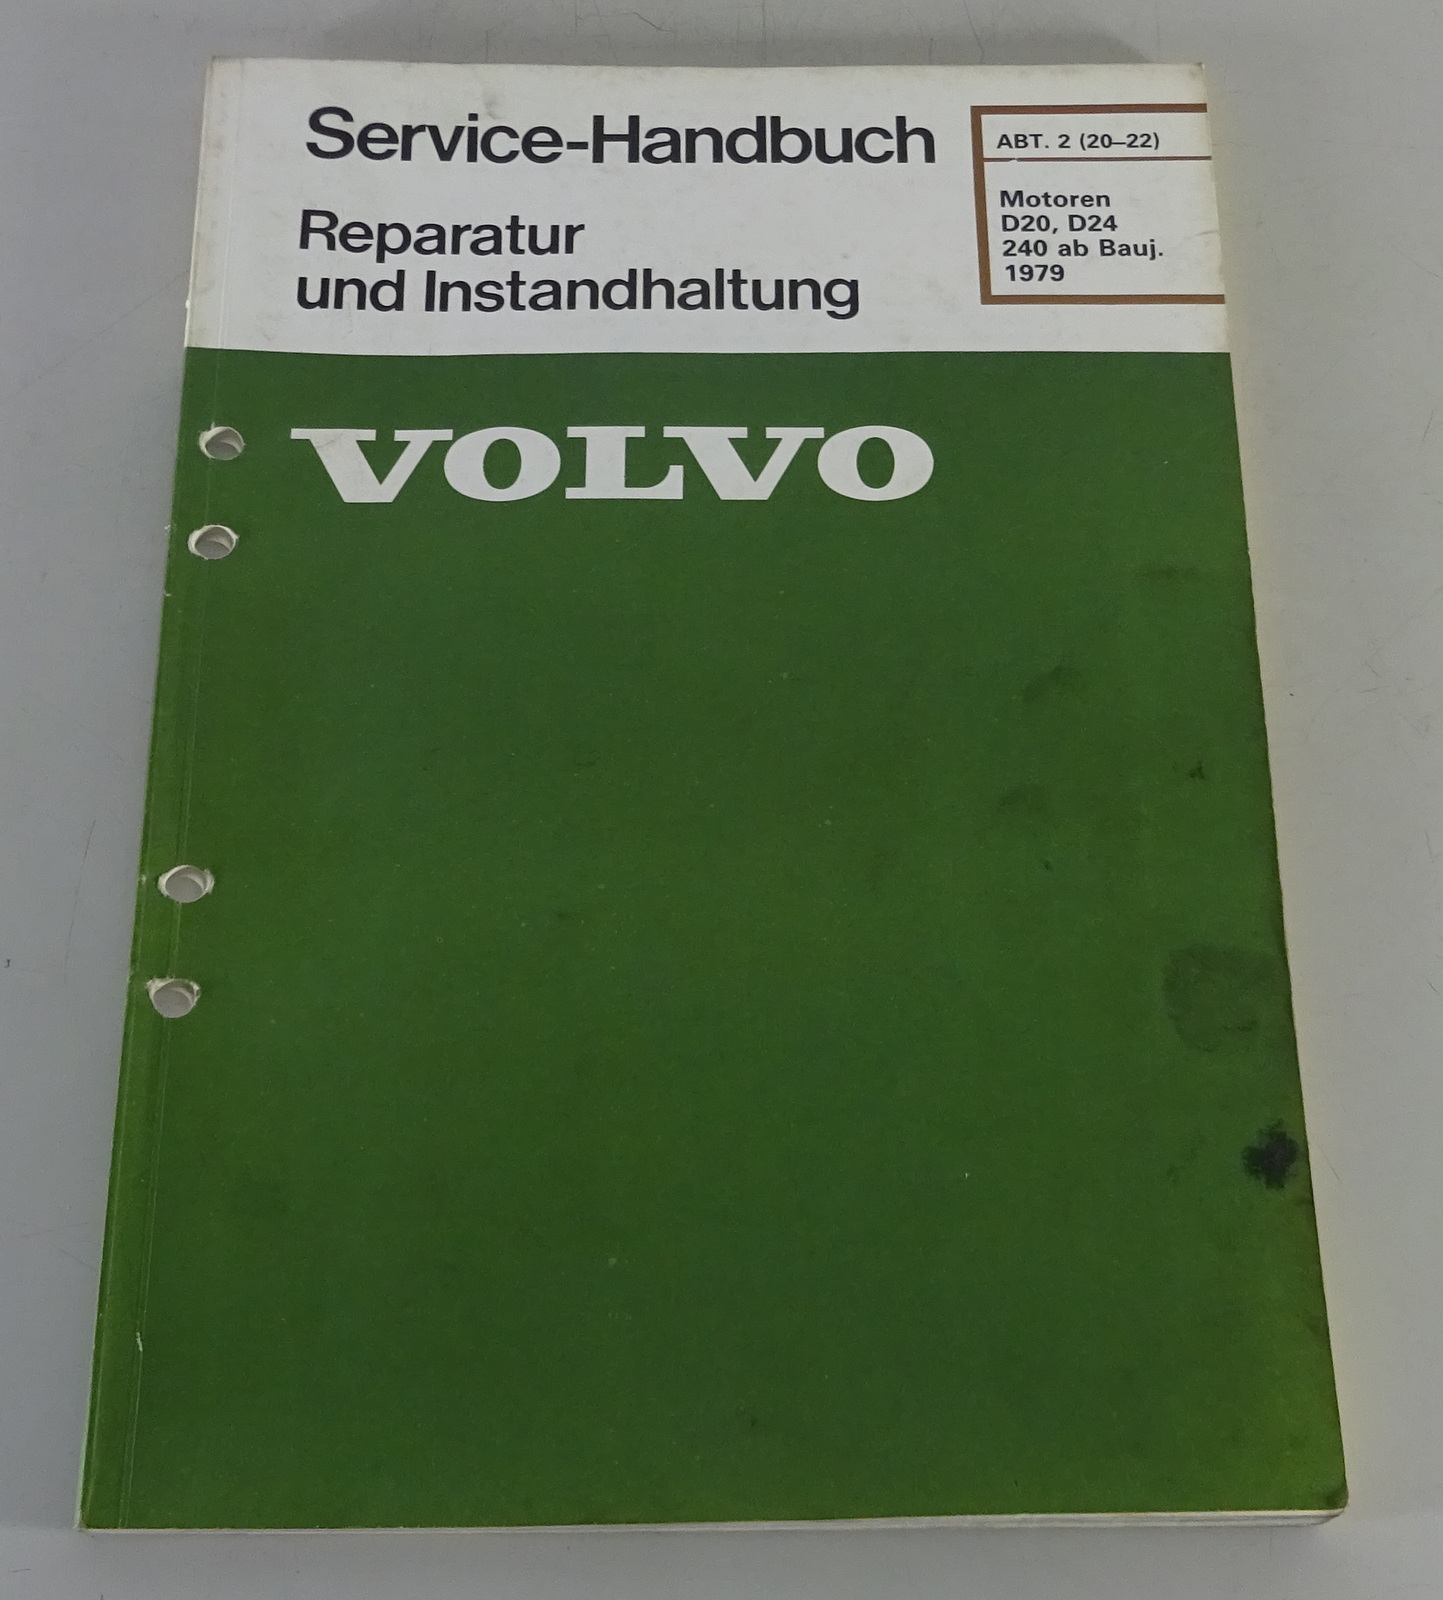 Service-Handbuch
Reparatur
und Instandhaltung
ABT. 2 (20–22)
Motoren
D20, D24
240 ab Bauj.
1979
VOLVO